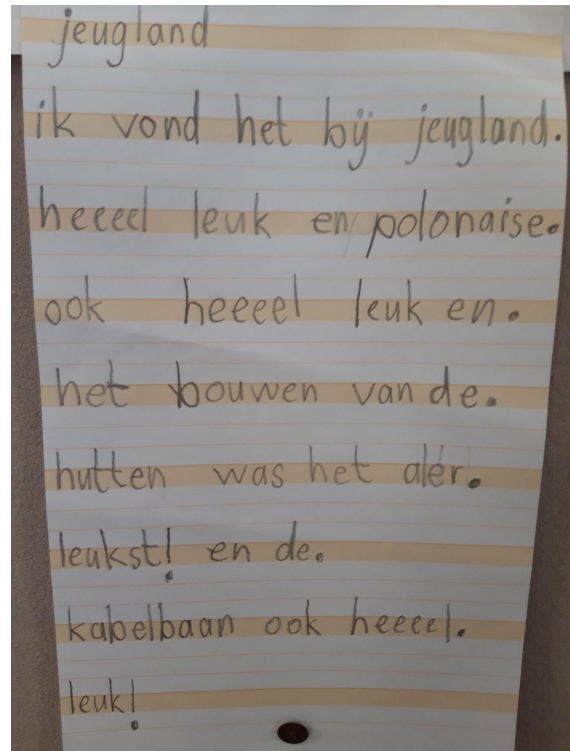 jeugland
ik vond het bij jeugland.
heeeel leuk en polonaise.
ook heeeel leuk en.
het bouwen van de.
hutten was het aler.
leukst! en de.
kabelbaan ook heeeel.
leuk!